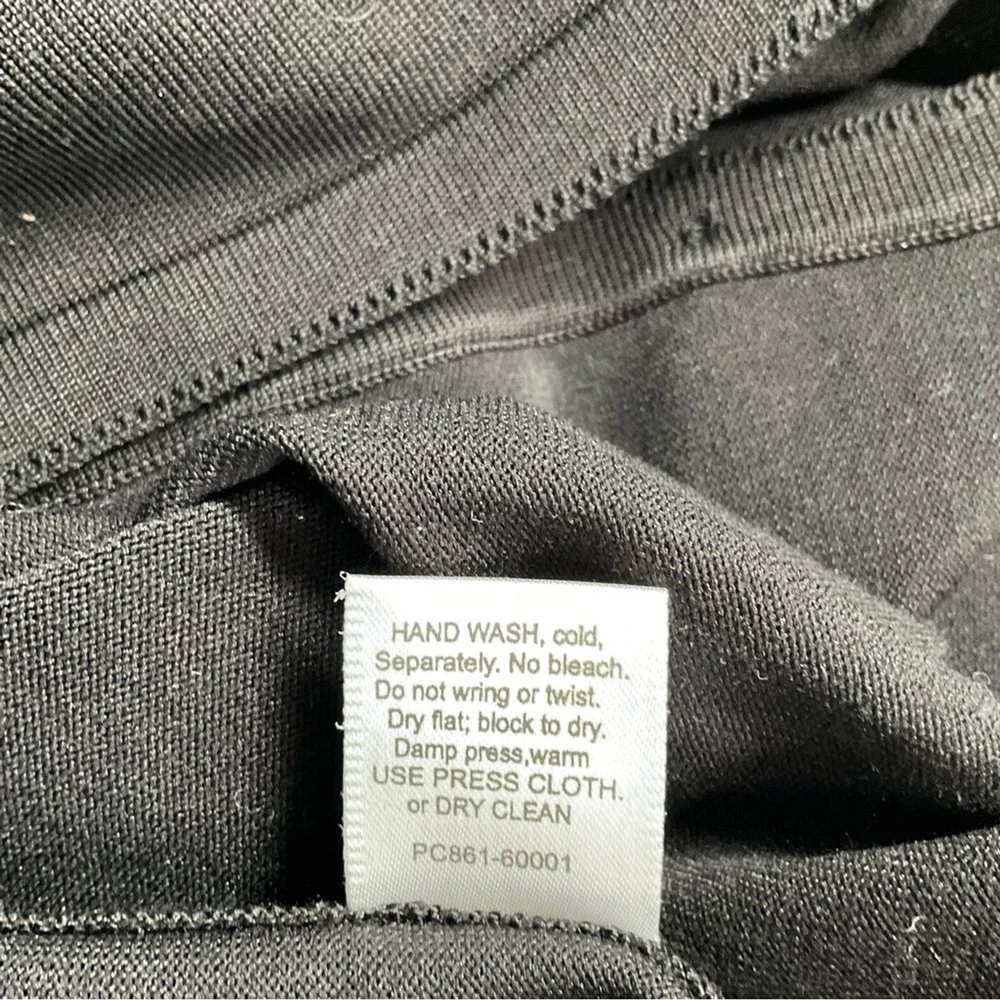 HAND WASH, cold,
Separately. No bleach.
Do not wring or twist.
Dry flat; block to dry.
Damp press,warm
USE PRESS CLOTH.
or DRY CLEAN
PC861-60001